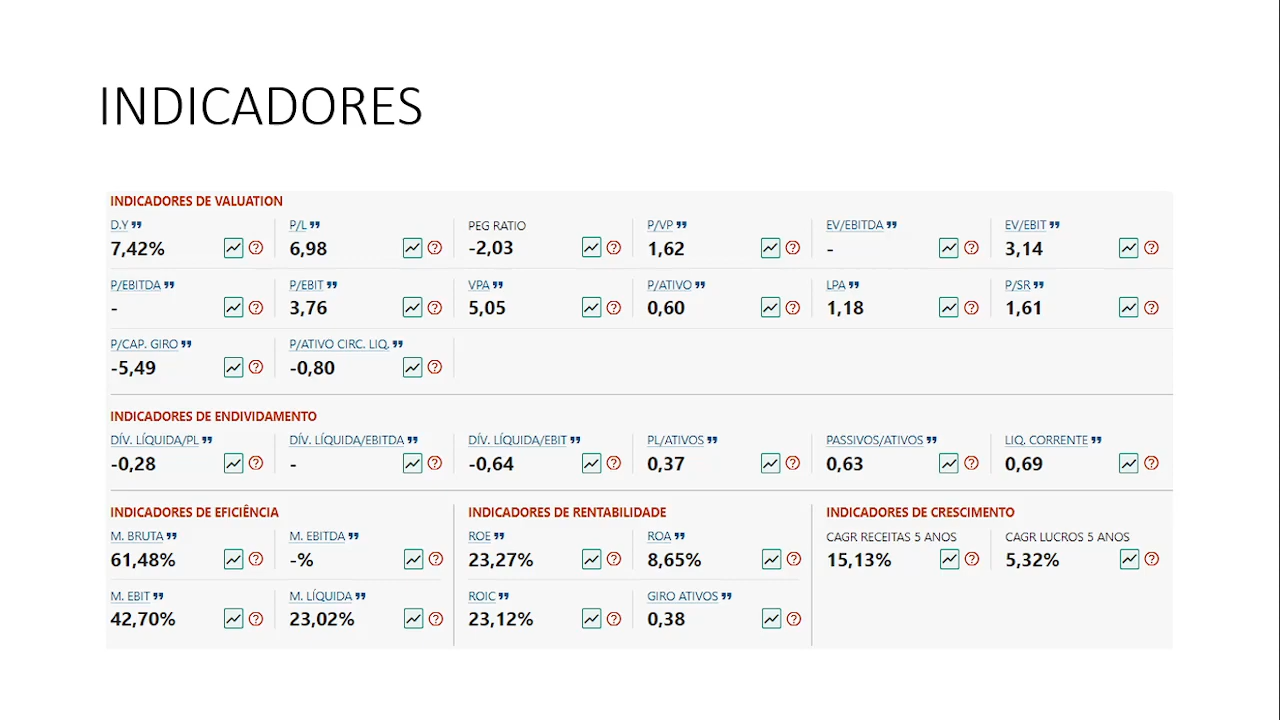 INDICADORES
INDICADORES DE VALUATION
D.Y P/L PEG RATIO P/VP EV/EBITDA EV/EBIT
7,42% 6,98 -2,03 1,62 - 3,14
P/EBITDA P/EBIT VPA P/ATIVO LPA P/SR
- 3,76 5,05 0,60 1,18 1,61
P/CAP. GIRO P/ATIVO CIRC. LIQ.
-5,49 -0,80
INDICADORES DE ENDIVIDAMENTO
DÍV. LÍQUIDA/PL DÍV. LÍQUIDA/EBITDA DÍV. LÍQUIDA/EBIT PL/ATIVOS PASSIVOS/ATIVOS LIQ. CORRENTE
-0,28 - -0,64 0,37 0,63 0,69
INDICADORES DE EFICIÊNCIA INDICADORES DE RENTABILIDADE INDICADORES DE CRESCIMENTO
M. BRUTA M. EBITDA ROE ROA CAGR RECEITAS 5 ANOS CAGR LUCROS 5 ANOS
61,48% -% 23,27% 8,65% 15,13% 5,32%
M. EBIT M. LÍQUIDA ROIC GIRO ATIVOS
42,70% 23,02% 23,12% 0,38